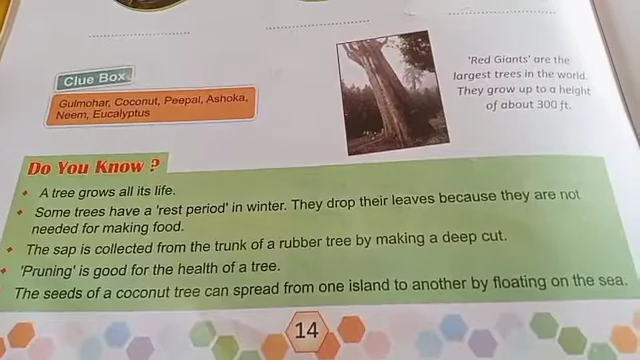 Clue Box
Gulmohar, Coconut, Peepal, Ashoka,
Neem, Eucalyptus
'Red Giants' are the
largest trees in the world.
They grow up to a height
of about 300 ft.
Do You Know ?
A tree grows all its life.
Some trees have a 'rest period' in winter. They drop their leaves because they are not
needed for making food.
The sap is collected from the trunk of a rubber tree by making a deep cut.
'Pruning' is good for the health of a tree.
The seeds of a coconut tree can spread from one island to another by floating on the sea.
14